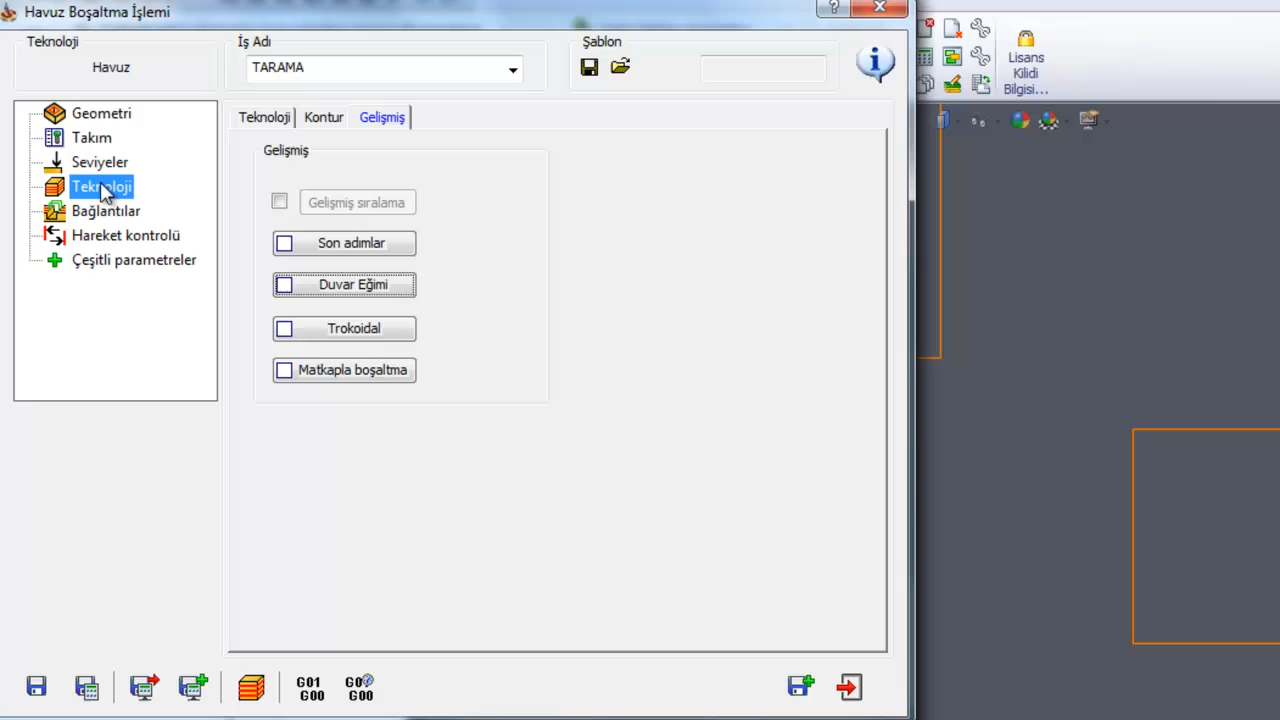 Havuz Boşaltma İşlemi
?
Teknoloji
İş Adı
Şablon
Havuz
TARAMA
Lisans
Kilidi
Bilgisi...
Geometri
Takım
Seviyeler
Teknoloji
Bağlantılar
Hareket kontrolü
Çeşitli parametreler
Teknoloji
Kontur
Gelişmiş
Gelişmiş
Gelişmiş sıralama
Son adımlar
Duvar Eğimi
Trokoidal
Matkapla boşaltma
G01
G00
G0
G00